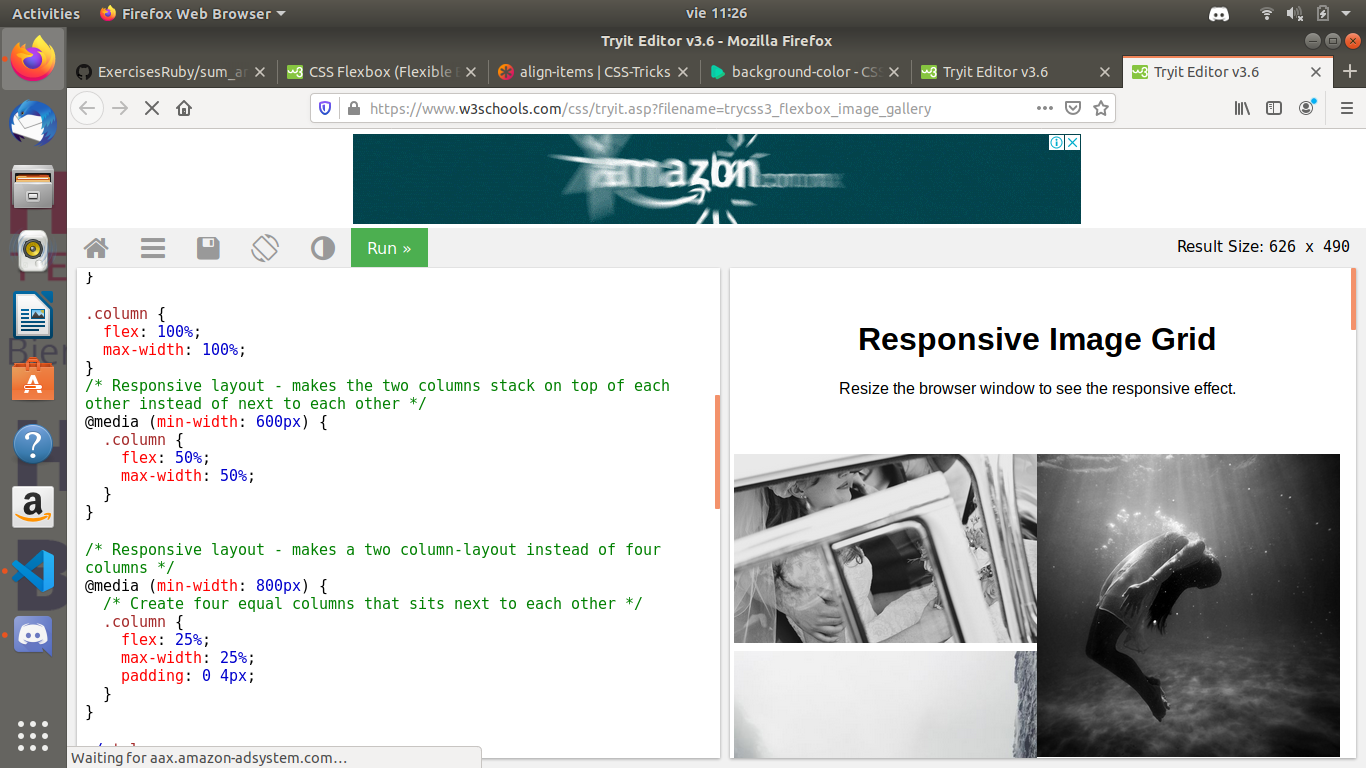 Activities
Firefox Web Browser
vie 11:26
Tryit Editor v3.6 - Mozilla Firefox
ExercisesRuby/sum_ar
CSS Flexbox (Flexible B
align-items | CSS-Tricks
background-color - CSS
Tryit Editor v3.6
Tryit Editor v3.6
https://www.w3schools.com/css/tryit.asp?filename=trycss3_flexbox_image_gallery
amazon.com
Run »
Result Size: 626 x 490
}
.column {
flex: 100%;
max-width: 100%;
}
/* Responsive layout - makes the two columns stack on top of each
other instead of next to each other */
@media (min-width: 600px) {
.column {
flex: 50%;
max-width: 50%;
}
}
/* Responsive layout - makes a two column-layout instead of four
columns */
@media (min-width: 800px) {
/* Create four equal columns that sits next to each other */
.column {
flex: 25%;
max-width: 25%;
padding: 0 4px;
}
}
Responsive Image Grid
Resize the browser window to see the responsive effect.
Waiting for aax.amazon-adsystem.com…